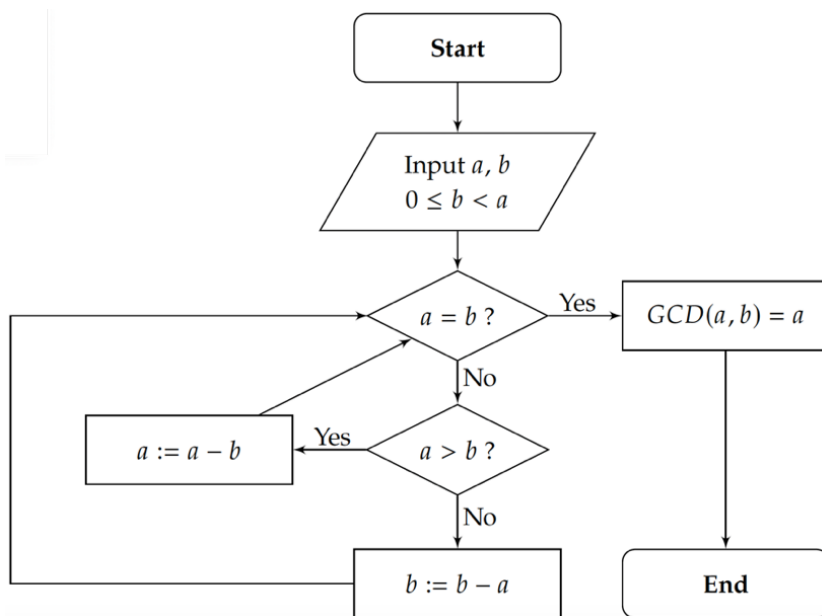 Start
Input a, b
0 ≤ b < a
a = b ?
Yes
GCD(a, b) = a
No
a := a − b
Yes
a > b ?
No
b := b − a
End